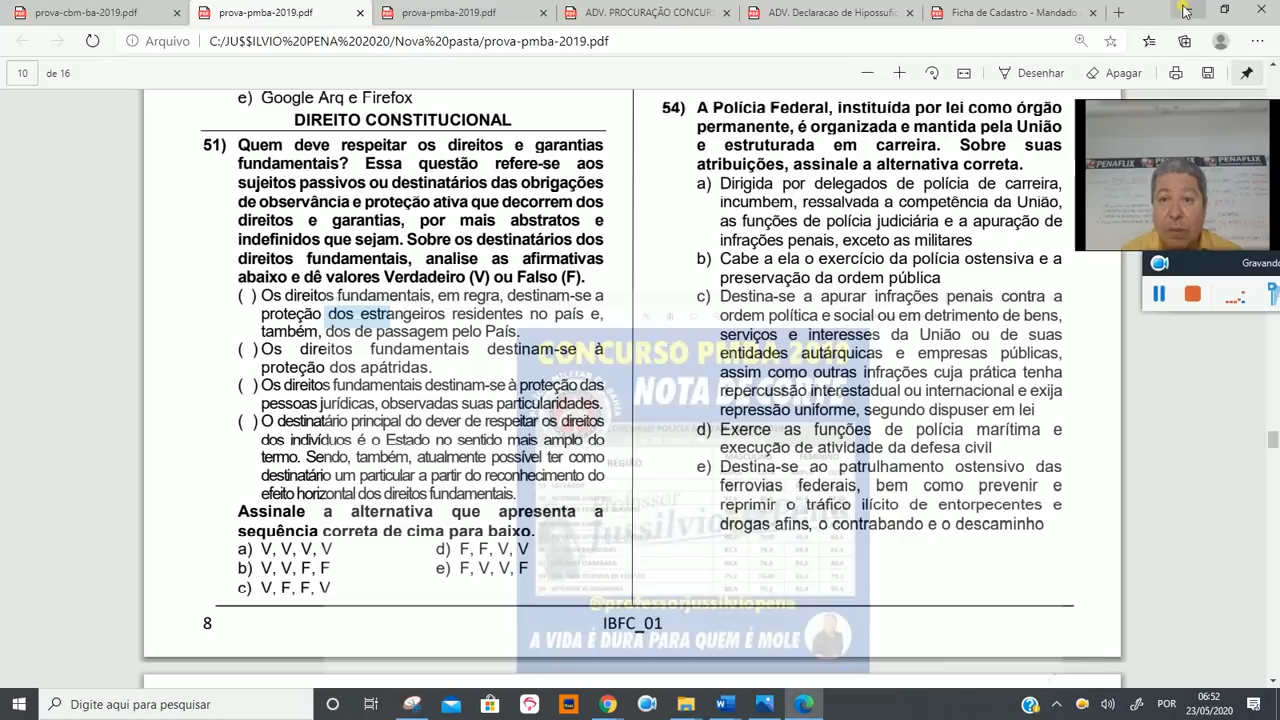 prova-cbm-ba-2019.pdf
prova-pmba-2019.pdf
prova-pmba-2019.pdf
ADV. PROCURAÇÃO CONCURS
ADV. Declaracao de Hipossufic
Ficha de Cadastro - Mandado
Arquivo
C:/JU$$ILVIO%20PENA%202020/Nova%20pasta/prova-pmba-2019.pdf
10 de 16
Desenhar
Apagar
e) Google Arq e Firefox
DIREITO CONSTITUCIONAL
51) Quem deve respeitar os direitos e garantias
fundamentais? Essa questão refere-se aos
sujeitos passivos ou destinatários das obrigações
de observância e proteção ativa que decorrem dos
direitos e garantias, por mais abstratos e
indefinidos que sejam. Sobre os destinatários dos
direitos fundamentais, analise as afirmativas
abaixo e dê valores Verdadeiro (V) ou Falso (F).
( ) Os direitos fundamentais, em regra, destinam-se a
proteção dos estrangeiros residentes no país e,
também, dos de passagem pelo País.
( ) Os direitos fundamentais destinam-se à
proteção dos apátridas.
( ) Os direitos fundamentais destinam-se à proteção das
pessoas jurídicas, observadas suas particularidades.
( ) O destinatário principal do dever de respeitar os direitos
dos indivíduos é o Estado no sentido mais amplo do
termo. Sendo, também, atualmente possível ter como
destinatário um particular a partir do reconhecimento do
efeito horizontal dos direitos fundamentais.
Assinale a alternativa que apresenta a
sequência correta de cima para baixo.
a) V, V, V, V
b) V, V, F, F
c) V, F, F, V
d) F, F, V, V
e) F, V, V, F
54) A Polícia Federal, instituída por lei como órgão
permanente, é organizada e mantida pela União
e estruturada em carreira. Sobre suas
atribuições, assinale a alternativa correta.
a) Dirigida por delegados de polícia de carreira,
incumbem, ressalvada a competência da União,
as funções de polícia judiciária e a apuração de
infrações penais, exceto as militares
b) Cabe a ela o exercício da polícia ostensiva e a
preservação da ordem pública
c) Destina-se a apurar infrações penais contra a
ordem política e social ou em detrimento de bens,
serviços e interesses da União ou de suas
entidades autárquicas e empresas públicas,
assim como outras infrações cuja prática tenha
repercussão interestadual ou internacional e exija
repressão uniforme, segundo dispuser em lei
d) Exerce as funções de polícia marítima e
execução de atividade da defesa civil
e) Destina-se ao patrulhamento ostensivo das
ferrovias federais, bem como prevenir e
reprimir o tráfico ilícito de entorpecentes e
drogas afins, o contrabando e o descaminho
8
IBFC_01
CONCURSO PMBA 2019
NOTA DE CORTE
REGIÃO
MASCULINO
FEMININO
Professor
@professorjussilviopena
A VIDA É DURA PARA QUEM É MOLE
PENAFLIX
PENAFLIX
Gravando
Digite aqui para pesquisar
POR
06:52
23/05/2020